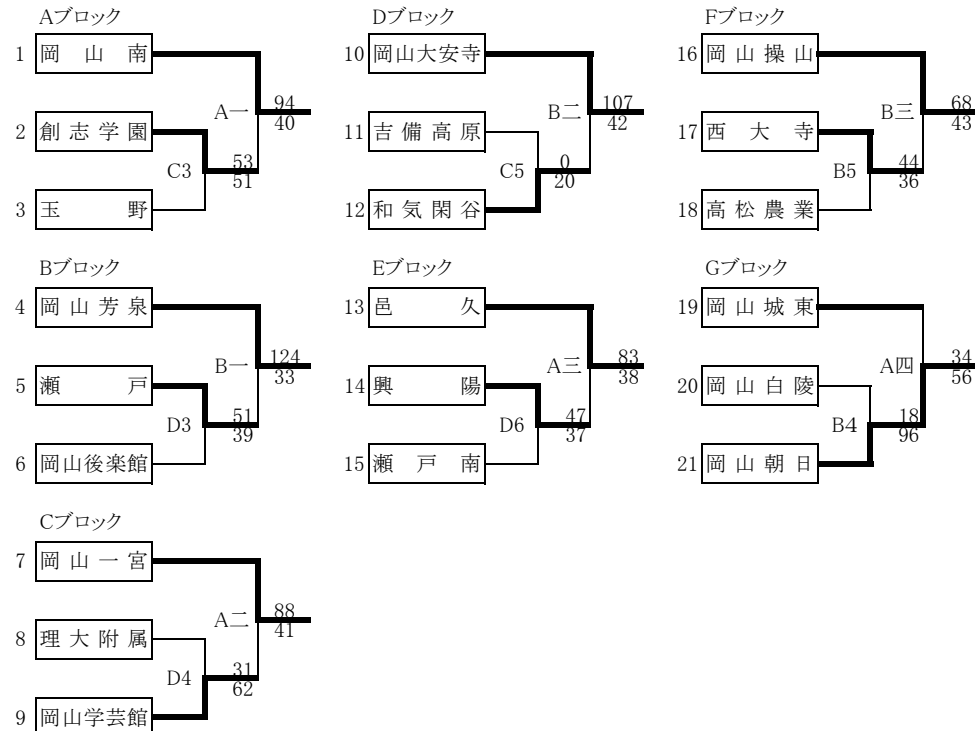 Aブロック
1 岡山南
A一 94
40
2 創志学園
C3 53
51
3 玉野
Bブロック
4 岡山芳泉
B一 124
33
5 瀬戸
D3 51
39
6 岡山後楽館
Cブロック
7 岡山一宮
A二 88
41
8 理大附属
D4 31
62
9 岡山学芸館
Dブロック
10 岡山大安寺
B二 107
42
11 吉備高原
C5 0
20
12 和気閑谷
Eブロック
13 邑久
A三 83
38
14 興陽
D6 47
37
15 瀬戸南
Fブロック
16 岡山操山
B三 68
43
17 西大寺
B5 44
36
18 高松農業
Gブロック
19 岡山城東
A四 34
56
20 岡山白陵
B4 18
96
21 岡山朝日